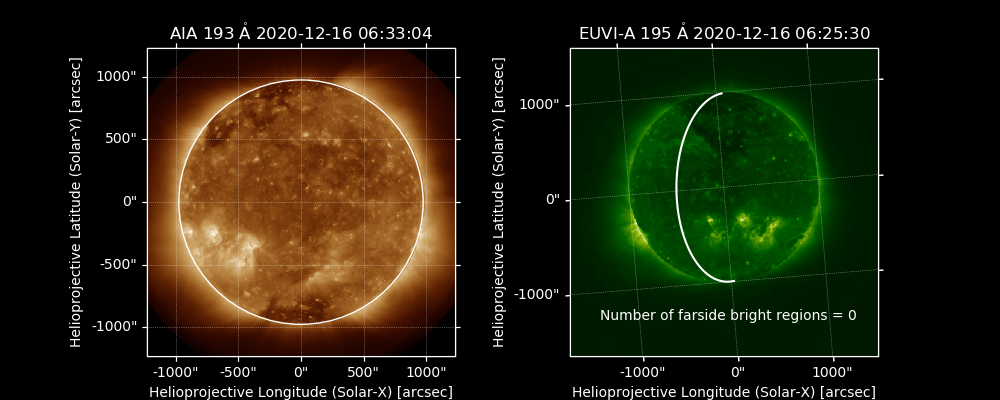 AIA 193 Å 2020-12-16 06:33:04
Helioprojective Latitude (Solar-Y) [arcsec]
1000"
500"
0"
-500"
-1000"
-1000" -500" 0" 500" 1000"
Helioprojective Longitude (Solar-X) [arcsec]
EUVI-A 195 Å 2020-12-16 06:25:30
Helioprojective Latitude (Solar-Y) [arcsec]
1000"
0"
-1000"
Number of farside bright regions = 0
-1000" 0" 1000"
Helioprojective Longitude (Solar-X) [arcsec]